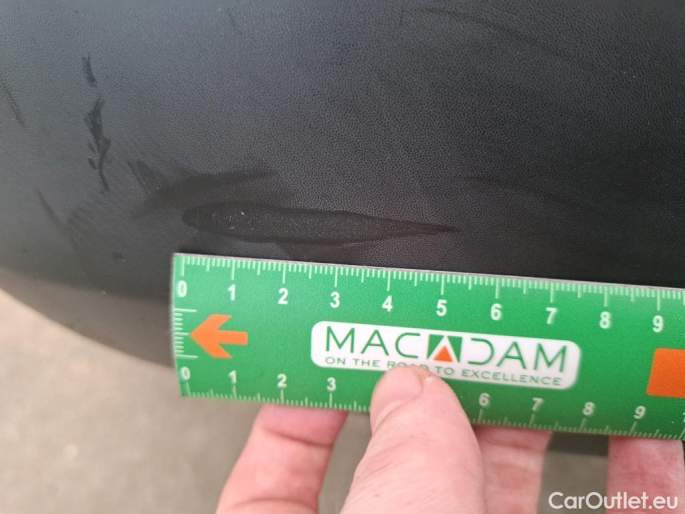 0 1 2 3 4 5 6 7 8 9
MACADAM
ON THE ROAD TO EXCELLENCE
0 1 2 3 6 7 8 9
CarOutlet.eu